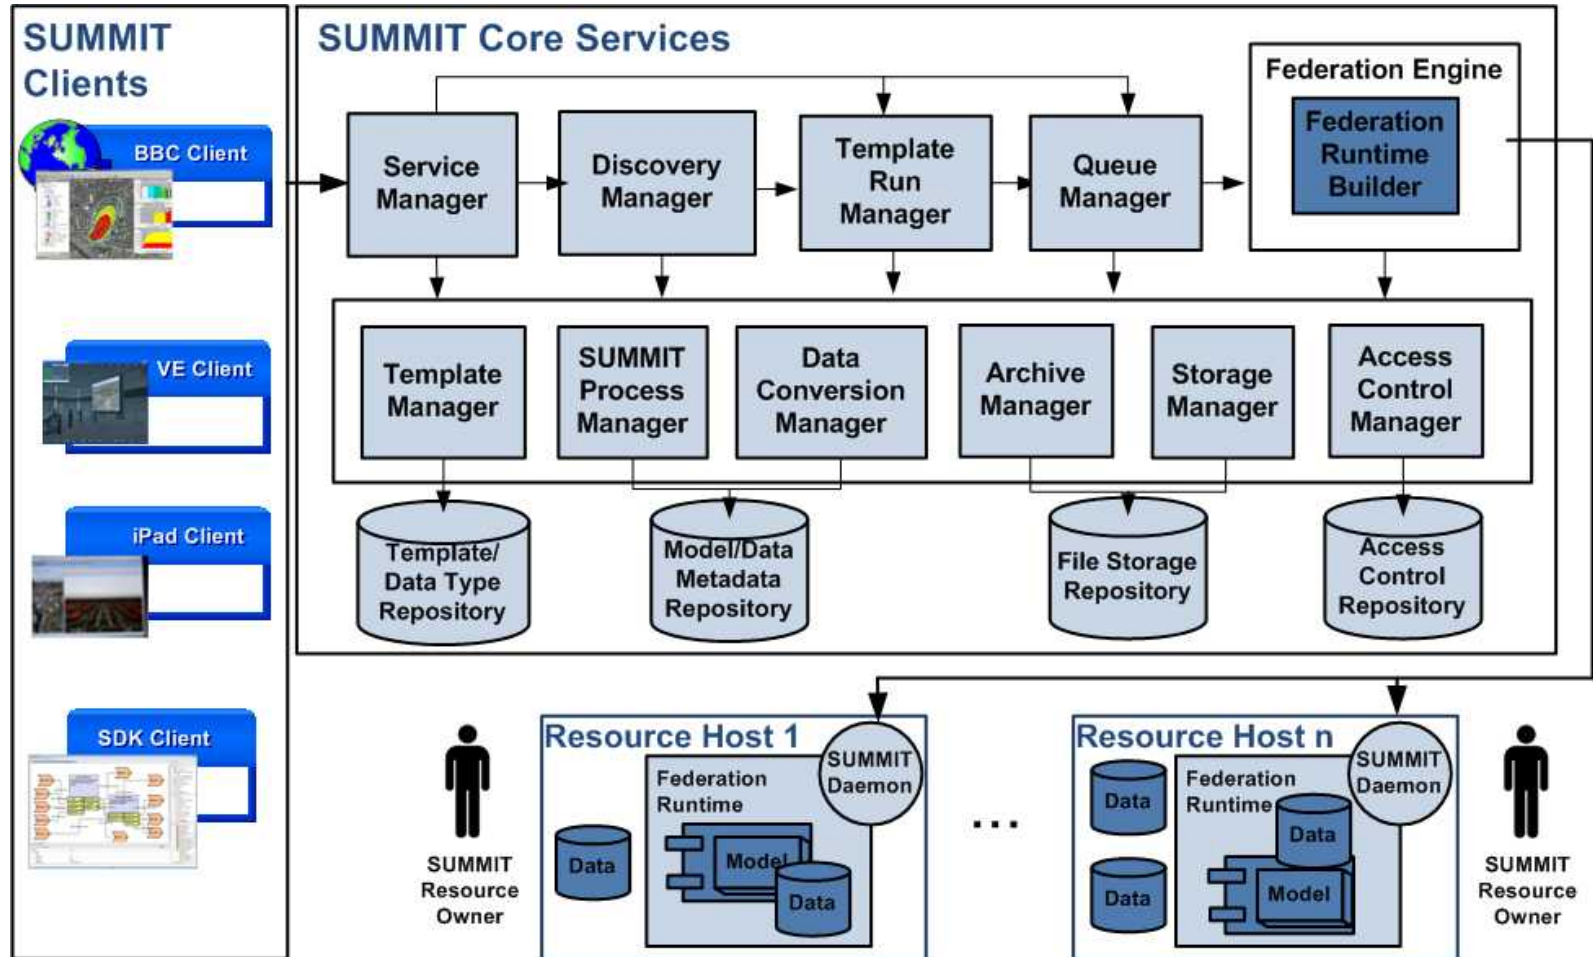 SUMMIT
Clients
BBC Client
VE Client
iPad Client
SDK Client
SUMMIT Core Services
Service
Manager
Discovery
Manager
Template
Run
Manager
Queue
Manager
Federation Engine
Federation
Runtime
Builder
Template
Manager
SUMMIT
Process
Manager
Data
Conversion
Manager
Archive
Manager
Storage
Manager
Access
Control
Manager
Template/
Data Type
Repository
Model/Data
Metadata
Repository
File Storage
Repository
Access
Control
Repository
SUMMIT
Resource
Owner
Resource Host 1
SUMMIT
Daemon
Federation
Runtime
Data
Model
Data
...
Resource Host n
SUMMIT
Daemon
Federation
Runtime
Data
Data
Data
Model
SUMMIT
Resource
Owner